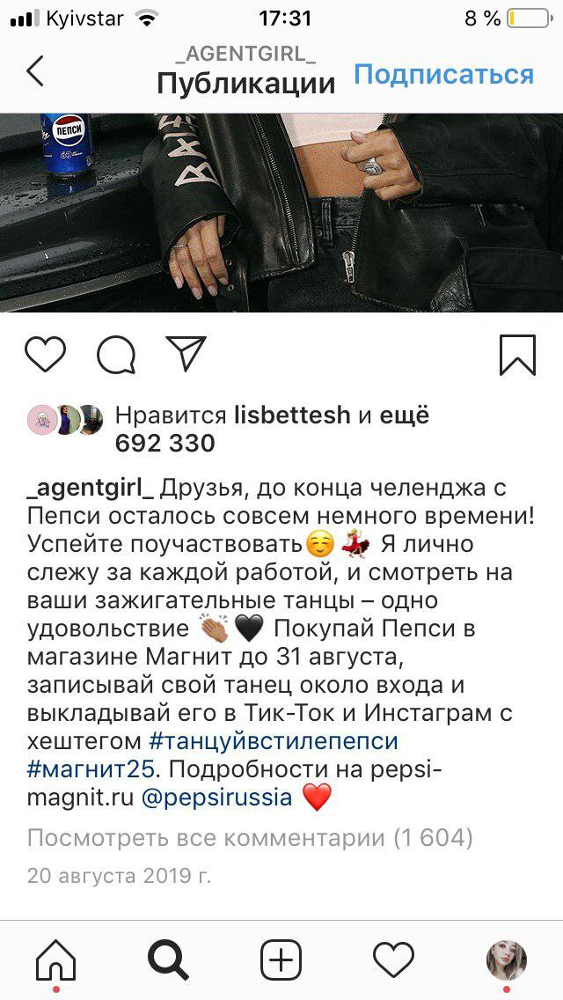 Kyivstar 17:31 8 %
_AGENTGIRL_
Публикации
Подписаться
ПЕПСИ
Нравится lisbettesh и ещё
692 330
_agentgirl_ Друзья, до конца челенджа с
Пепси осталось совсем немного времени!
Успейте поучаствовать☺️💃🏼 Я лично
слежу за каждой работой, и смотреть на
ваши зажигательные танцы – одно
удовольствие 👏🏽🖤 Покупай Пепси в
магазине Магнит до 31 августа,
записывай свой танец около входа и
выкладывай его в Тик-Ток и Инстаграм с
хештегом #танцуйвстилепепси
#магнит25. Подробности на pepsi-
magnit.ru @pepsirussia ❤️
Посмотреть все комментарии (1 604)
20 августа 2019 г.